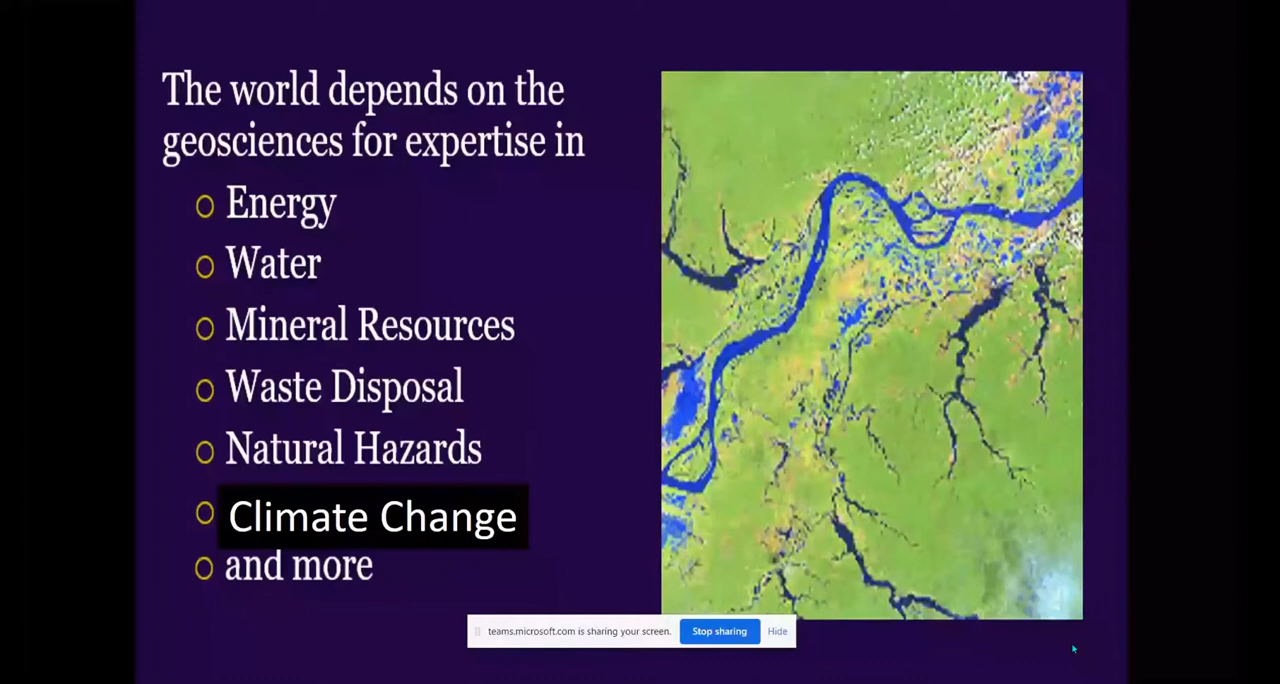 The world depends on the
geosciences for expertise in
Energy
Water
Mineral Resources
Waste Disposal
Natural Hazards
Climate Change
and more
teams.microsoft.com is sharing your screen.
Stop sharing
Hide